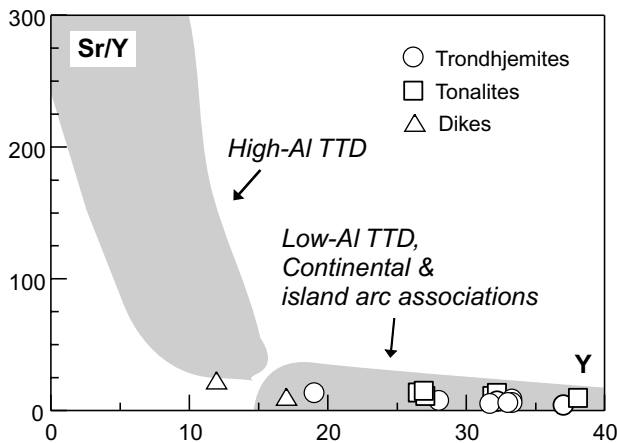 300
Sr/Y
Trondhjemites
Tonalites
Dikes
200
High-Al TTD
Low-Al TTD,
Continental &
island arc associations
100
Y
0
0 10 20 30 40